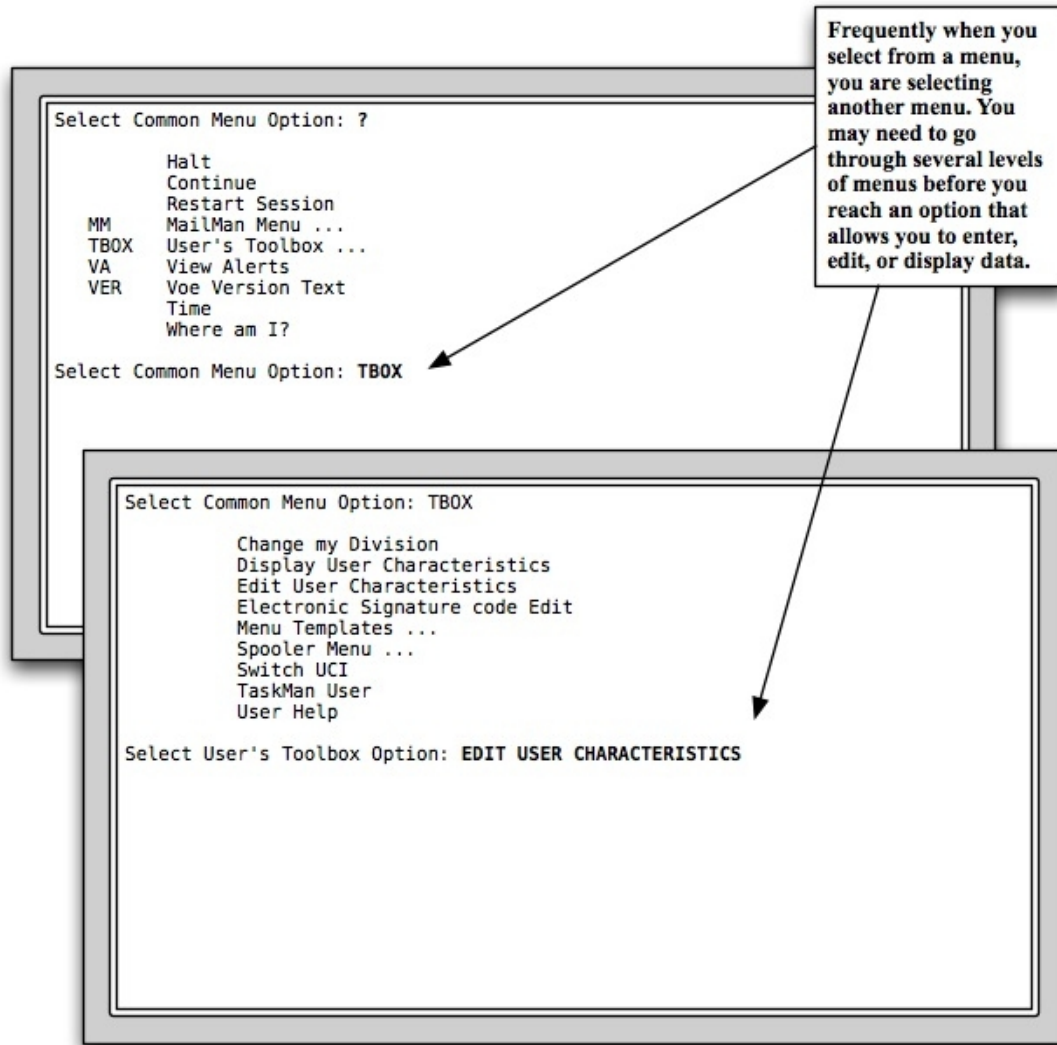 Frequently when you
select from a menu,
you are selecting
another menu. You
may need to go
through several levels
of menus before you
reach an option that
allows you to enter,
edit, or display data.
Select Common Menu Option: ?
Halt
Continue
Restart Session
MM MailMan Menu ...
TBOX User's Toolbox ...
VA View Alerts
VER Voe Version Text
Time
Where am I?
Select Common Menu Option: TBOX
Select Common Menu Option: TBOX
Change my Division
Display User Characteristics
Edit User Characteristics
Electronic Signature code Edit
Menu Templates ...
Spooler Menu ...
Switch UCI
TaskMan User
User Help
Select User's Toolbox Option: EDIT USER CHARACTERISTICS